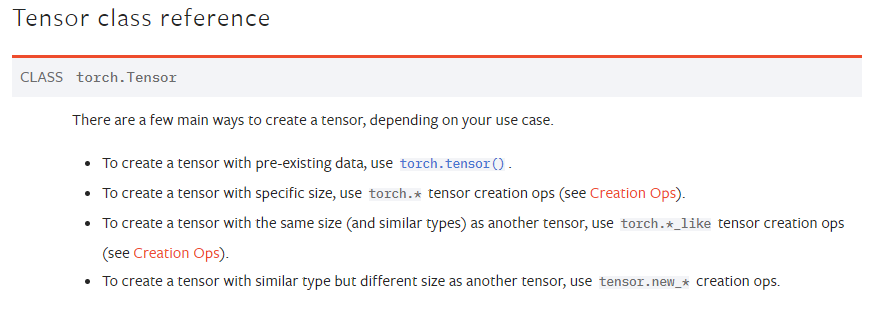 Tensor class reference
CLASS torch.Tensor
There are a few main ways to create a tensor, depending on your use case.
• To create a tensor with pre-existing data, use torch.tensor() .
• To create a tensor with specific size, use torch.* tensor creation ops (see Creation Ops).
• To create a tensor with the same size (and similar types) as another tensor, use torch.*_like tensor creation ops
(see Creation Ops).
• To create a tensor with similar type but different size as another tensor, use tensor.new_* creation ops.